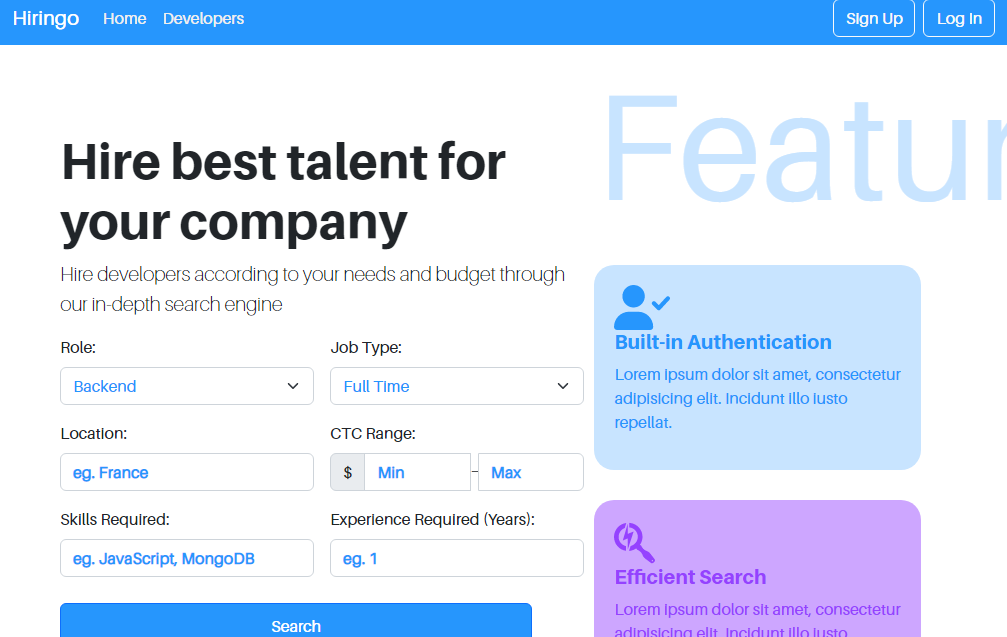 Hiringo Home Developers Sign Up Log In
Hire best talent for
your company
Hire developers according to your needs and budget through
our in-depth search engine
Role: Job Type:
Backend Full Time
Location: CTC Range:
eg. France $ Min - Max
Skills Required: Experience Required (Years):
eg. JavaScript, MongoDB eg. 1
Search
Featur
Built-in Authentication
Lorem ipsum dolor sit amet, consectetur
adipisicing elit. Incidunt illo iusto
repellat.
Efficient Search
Lorem ipsum dolor sit amet, consectetur
adipisicing elit. Incidunt illo iusto